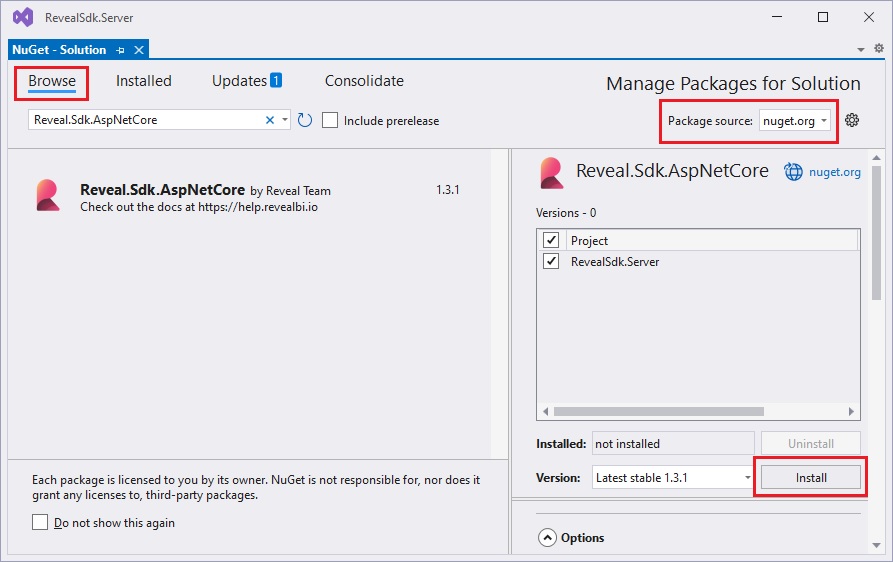 RevealSdk.Server
NuGet - Solution
Browse Installed Updates 1 Consolidate
Manage Packages for Solution
Reveal.Sdk.AspNetCore
Include prerelease
Package source: nuget.org
Reveal.Sdk.AspNetCore by Reveal Team 1.3.1
Check out the docs at https://help.revealbi.io
Reveal.Sdk.AspNetCore nuget.org
Versions - 0
Project
RevealSdk.Server
Installed: not installed Uninstall
Version: Latest stable 1.3.1 Install
Options
Each package is licensed to you by its owner. NuGet is not responsible for, nor does it
grant any licenses to, third-party packages.
Do not show this again